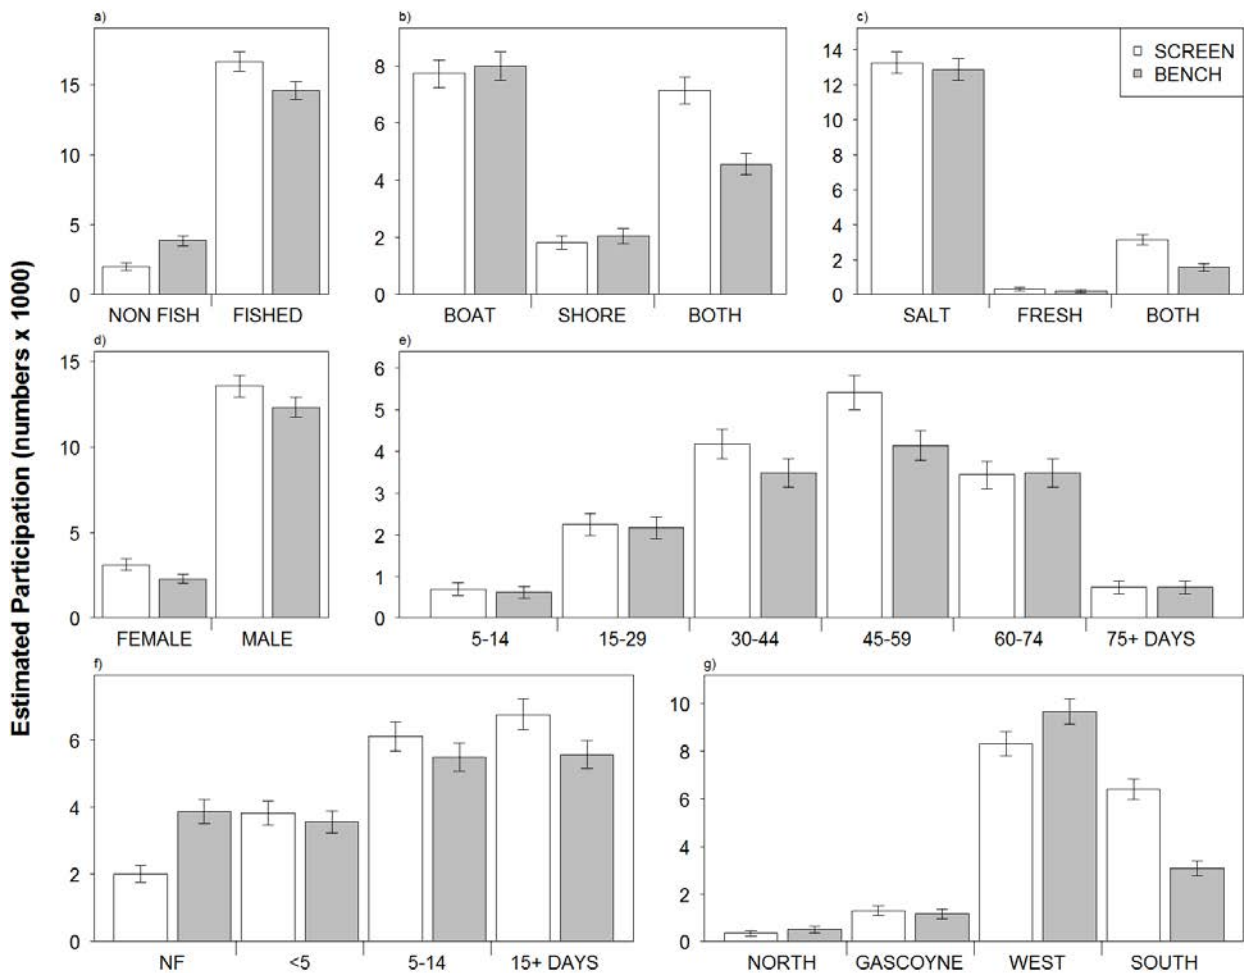 Estimated Participation (numbers x 1000)
a)
15
10
5
0
NON FISH FISHED
b)
8
6
4
2
0
BOAT SHORE BOTH
c)
14
12
10
8
6
4
2
0
SALT FRESH BOTH
SCREEN
BENCH
d)
15
10
5
0
FEMALE MALE
e)
6
5
4
3
2
1
0
5-14 15-29 30-44 45-59 60-74 75+ DAYS
f)
6
4
2
0
NF <5 5-14 15+ DAYS
g)
10
8
6
4
2
0
NORTH GASCOYNE WEST SOUTH